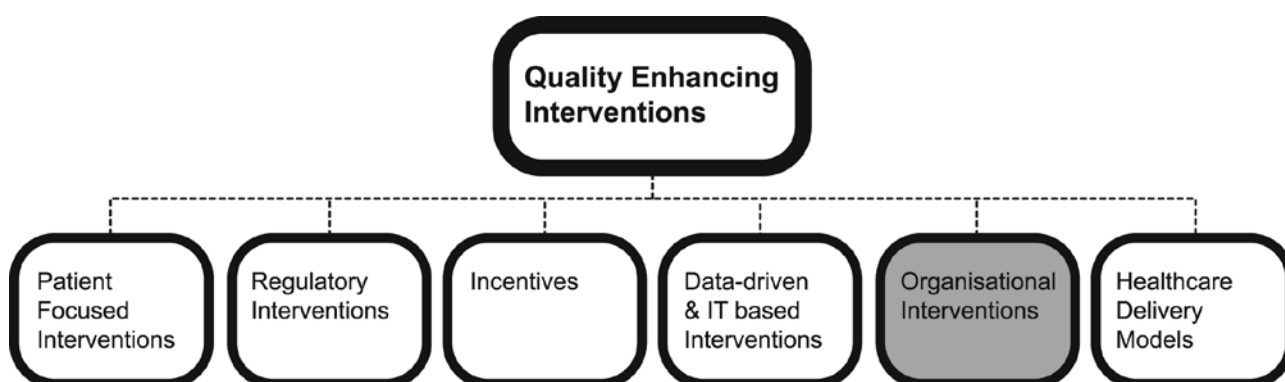 Quality Enhancing
Interventions
Patient
Focused
Interventions
Regulatory
Interventions
Incentives
Data-driven
& IT based
Interventions
Organisational
Interventions
Healthcare
Delivery
Models